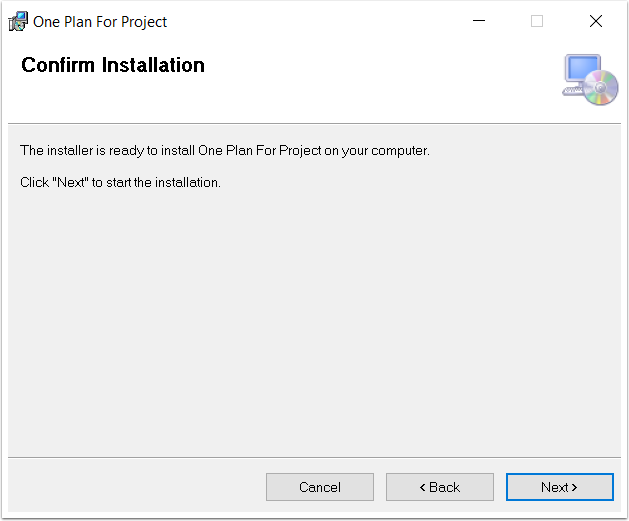 One Plan For Project
Confirm Installation
The installer is ready to install One Plan For Project on your computer.
Click "Next" to start the installation.
Cancel
< Back
Next >